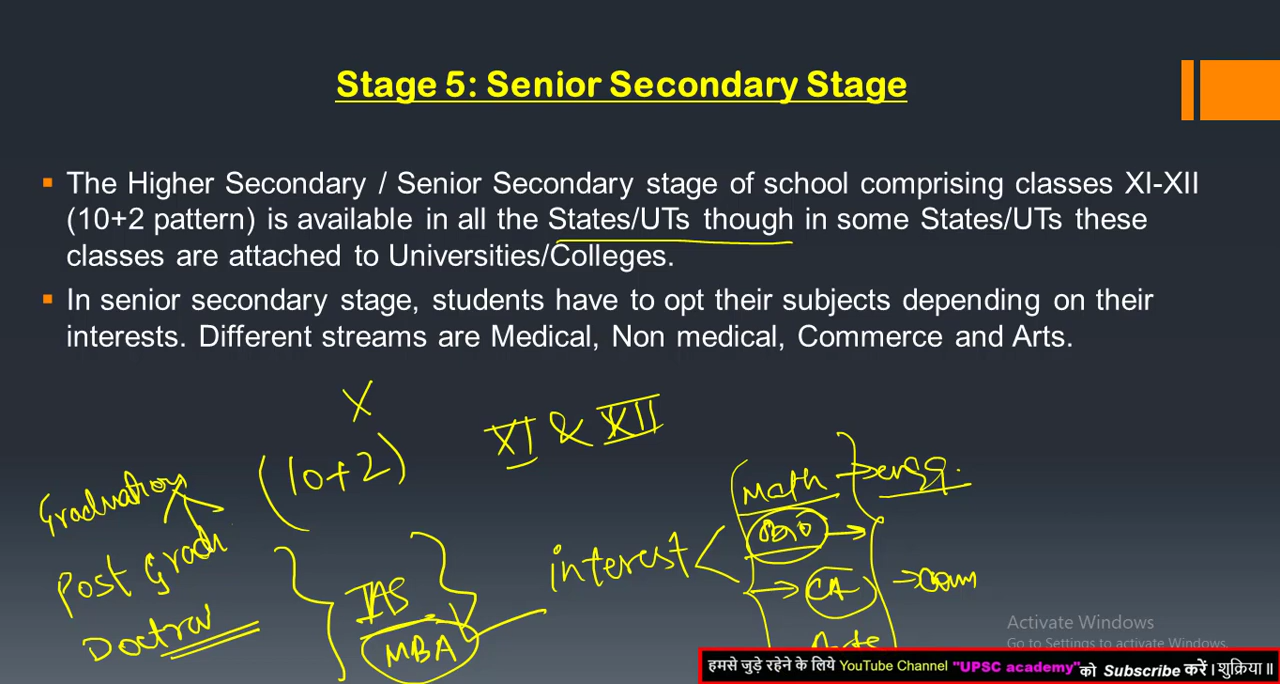 Stage 5: Senior Secondary Stage
The Higher Secondary / Senior Secondary stage of school comprising classes XI-XII
(10+2 pattern) is available in all the States/UTs though in some States/UTs these
classes are attached to Universities/Colleges.
In senior secondary stage, students have to opt their subjects depending on their
interests. Different streams are Medical, Non medical, Commerce and Arts.
X
XI & XII
(10+2)
Graduation
Post Grad
IAS
MBA
interest
Math
Bio
CA
Arts
Activate Windows
Go to Settings to activate Windows.
हमसे जुड़े रहेने के लिये YouTube Channel "UPSC academy" को Subscribe करें। शुक्रिया॥